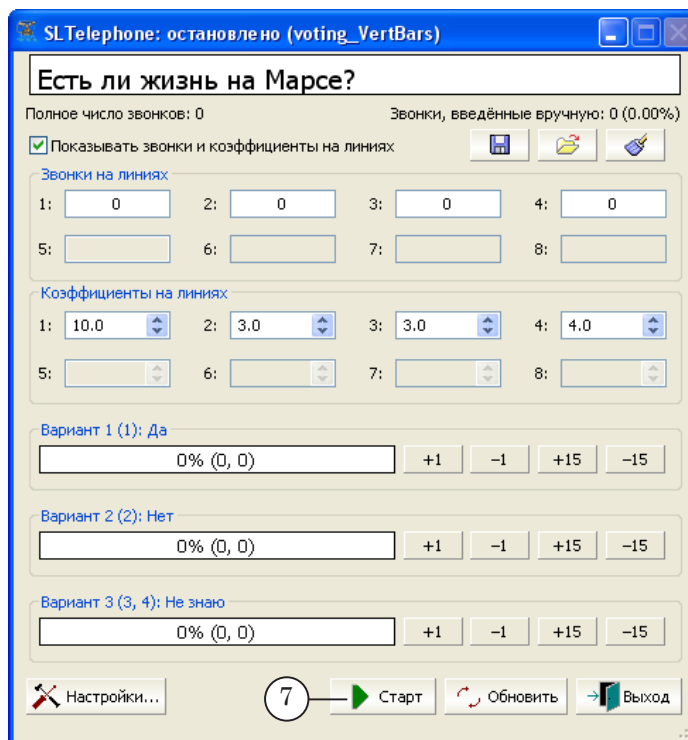 SLTelephone: остановлено (voting_VertBars)
Есть ли жизнь на Марсе?
Полное число звонков: 0 Звонки, введённые вручную: 0 (0.00%)
Показывать звонки и коэффициенты на линиях
Звонки на линиях
1: 0 2: 0 3: 0 4: 0
5: 6: 7: 8:
Коэффициенты на линиях
1: 10.0 2: 3.0 3: 3.0 4: 4.0
5: 6: 7: 8:
Вариант 1 (1): Да
0% (0, 0) +1 −1 +15 −15
Вариант 2 (2): Нет
0% (0, 0) +1 −1 +15 −15
Вариант 3 (3, 4): Не знаю
0% (0, 0) +1 −1 +15 −15
Настройки... 7 Старт Обновить Выход